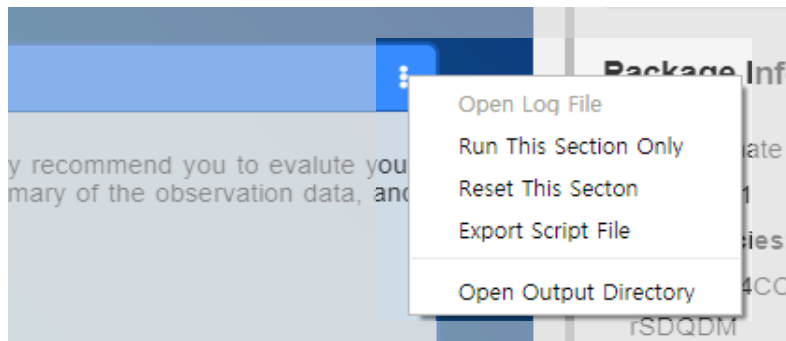 Package Inf
Open Log File
Run This Section Only
Reset This Secton
Export Script File
Open Output Directory
y recommend you to evalute you
mary of the observation data, and
ate
1
cies
4CC
rSDQDM